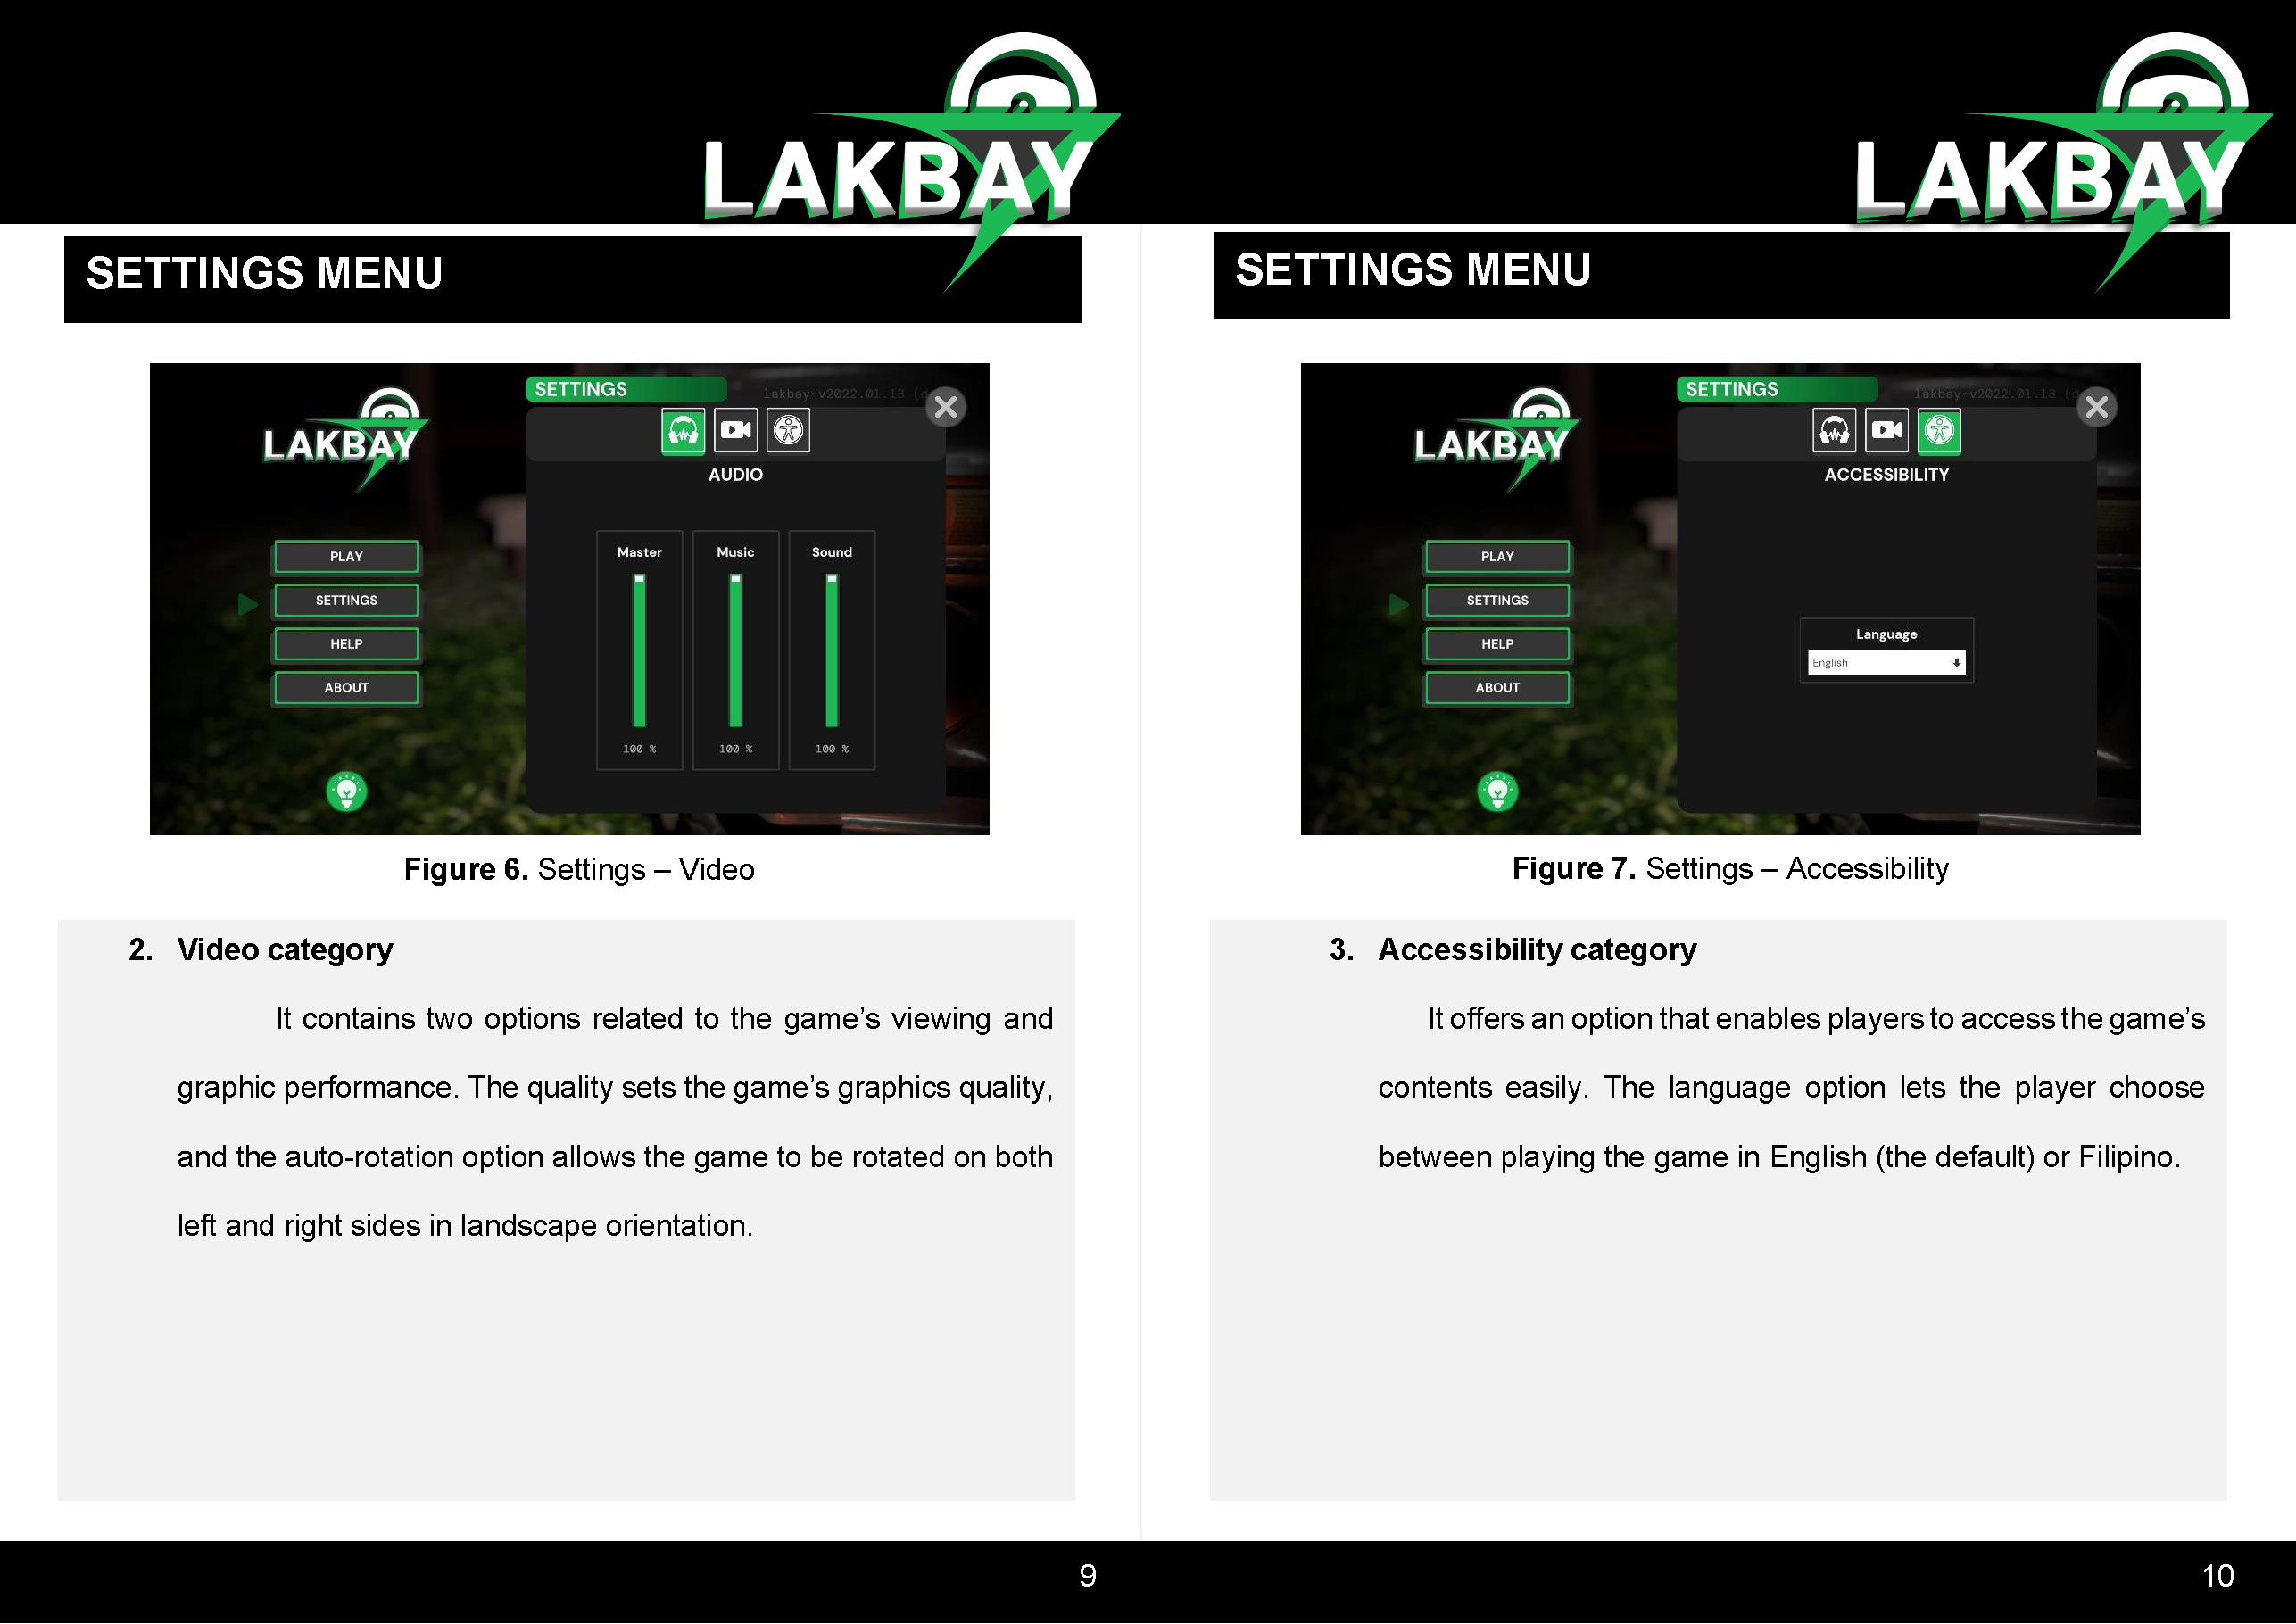 LAKBAY
SETTINGS MENU
LAKBAY
SETTINGS
lakbay-v2022.01.13
AUDIO
Master Music Sound
PLAY
SETTINGS
HELP
ABOUT
100 % 100 % 100 %
Figure 6. Settings – Video
2. Video category
It contains two options related to the game’s viewing and
graphic performance. The quality sets the game’s graphics quality,
and the auto-rotation option allows the game to be rotated on both
left and right sides in landscape orientation.
9
LAKBAY
SETTINGS MENU
LAKBAY
SETTINGS
lakbay-v2022.01.13
ACCESSIBILITY
PLAY
SETTINGS
HELP
ABOUT
Language
English
Figure 7. Settings – Accessibility
3. Accessibility category
It offers an option that enables players to access the game’s
contents easily. The language option lets the player choose
between playing the game in English (the default) or Filipino.
10